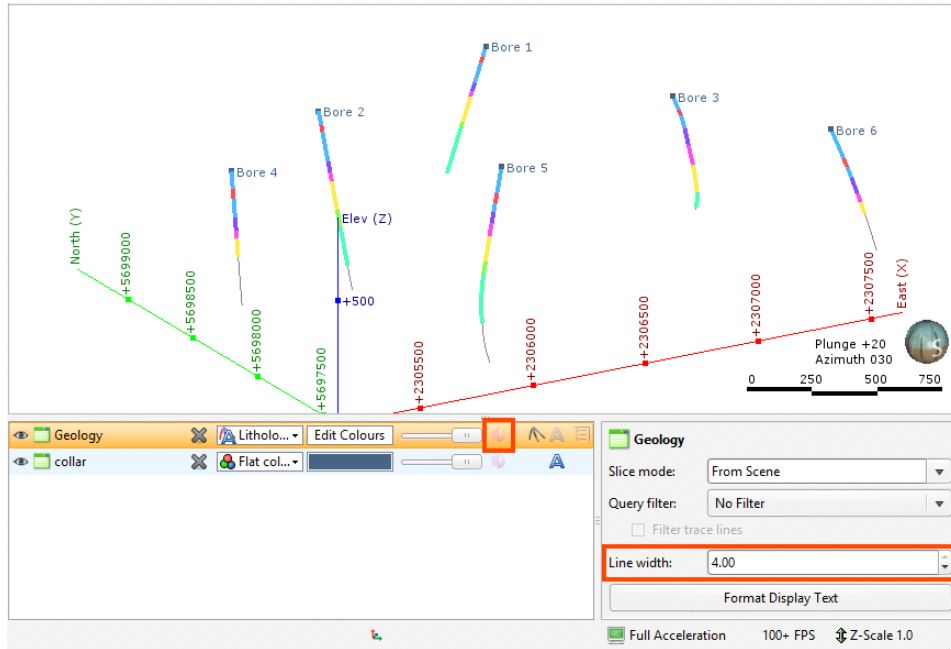 Bore 1
Bore 2
Bore 3
Bore 6
Bore 4
Bore 5
Elev (Z)
+500
North (Y)
+5699000
+5698500
+5698000
+5697500
+2305500
+2306000
+2306500
+2307000
+2307500
East (X)
Plunge +20
Azimuth 030
S
0 250 500 750
Geology Litholo... Edit Colours
collar Flat col...
Geology
Slice mode: From Scene
Query filter: No Filter
Filter trace lines
Line width: 4.00
Format Display Text
Full Acceleration 100+ FPS Z-Scale 1.0